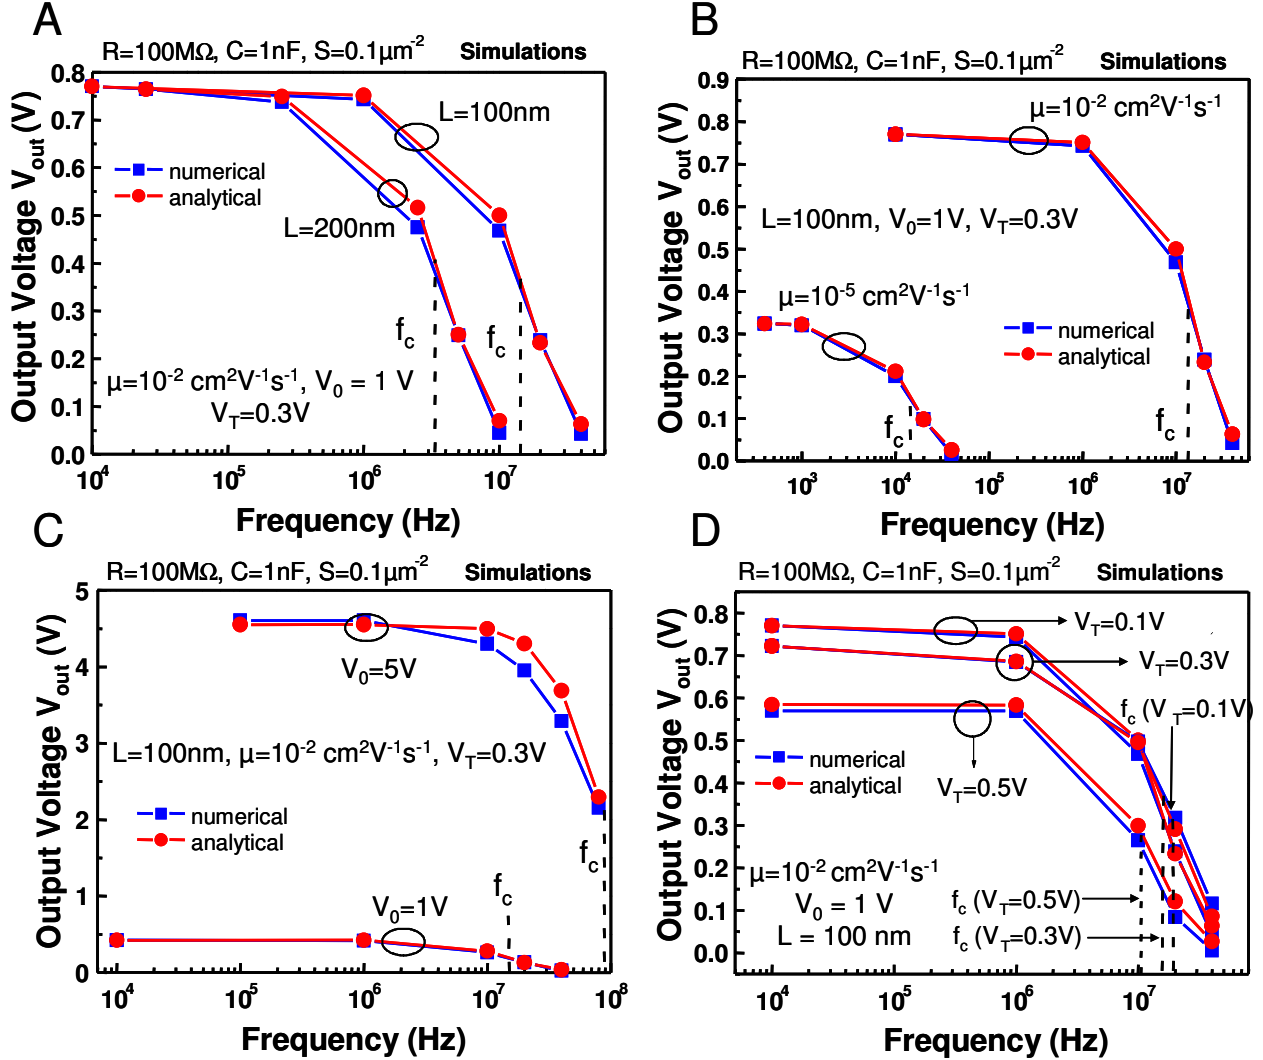 A
R=100MΩ, C=1nF, S=0.1μm-2 Simulations
Output Voltage Vout (V)
0.8
0.7
0.6
0.5
0.4
0.3
0.2
0.1
0.0
L=100nm
numerical
analytical
L=200nm
fc
fc
μ=10-2 cm2V-1s-1, V0 = 1 V
VT=0.3V
104 105 106 107
Frequency (Hz)
B
R=100MΩ, C=1nF, S=0.1μm-2 Simulations
Output Voltage Vout (V)
0.9
0.8
0.7
0.6
0.5
0.4
0.3
0.2
0.1
0.0
μ=10-2 cm2V-1s-1
L=100nm, V0=1V, VT=0.3V
μ=10-5 cm2V-1s-1
numerical
analytical
fc
fc
103 104 105 106 107
Frequency (Hz)
C
R=100MΩ, C=1nF, S=0.1μm-2 Simulations
Output Voltage Vout (V)
5
4
3
2
1
0
V0=5V
L=100nm, μ=10-2 cm2V-1s-1, VT=0.3V
numerical
analytical
fc
fc
V0=1V
104 105 106 107 108
Frequency (Hz)
D
R=100MΩ, C=1nF, S=0.1μm-2 Simulations
Output Voltage Vout (V)
0.8
0.7
0.6
0.5
0.4
0.3
0.2
0.1
0.0
VT=0.1V
VT=0.3V
fc (VT=0.1V)
numerical
analytical
VT=0.5V
μ=10-2 cm2V-1s-1
V0 = 1 V
L = 100 nm
fc (VT=0.5V)
fc (VT=0.3V)
104 105 106 107
Frequency (Hz)